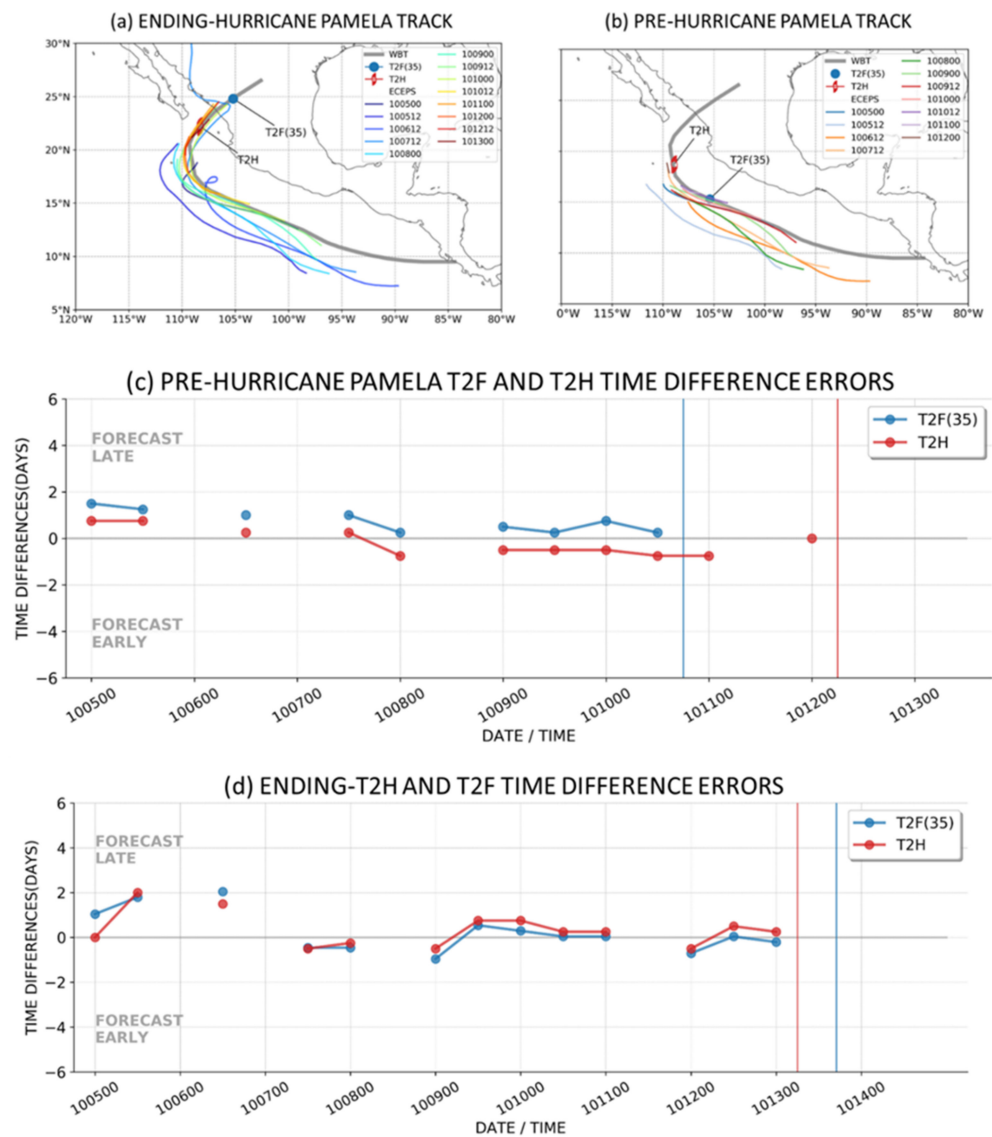 (a) ENDING-HURRICANE PAMELA TRACK
30°N
25°N
20°N
15°N
10°N
5°N
120°W 115°W 110°W 105°W 100°W 95°W 90°W 85°W 80°W
WBT
T2F(35)
T2H
ECEPS
100500
100512
100612
100712
100800
100900
100912
101000
101012
101100
101200
101212
101300
T2F(35)
T2H
(b) PRE-HURRICANE PAMELA TRACK
WBT
T2F(35)
T2H
ECEPS
100500
100512
100612
100712
100800
100900
100912
101000
101012
101100
101200
T2H
T2F(35)
0°W 115°W 110°W 105°W 100°W 95°W 90°W 85°W 80°W
(c) PRE-HURRICANE PAMELA T2F AND T2H TIME DIFFERENCE ERRORS
TIME DIFFERENCES(DAYS)
6
4
2
0
−2
−4
−6
FORECAST
LATE
FORECAST
EARLY
T2F(35)
T2H
100500 100600 100700 100800 100900 101000 101100 101200 101300
DATE / TIME
(d) ENDING-T2H AND T2F TIME DIFFERENCE ERRORS
TIME DIFFERENCES(DAYS)
6
4
2
0
−2
−4
−6
FORECAST
LATE
FORECAST
EARLY
T2F(35)
T2H
100500 100600 100700 100800 100900 101000 101100 101200 101300 101400
DATE / TIME